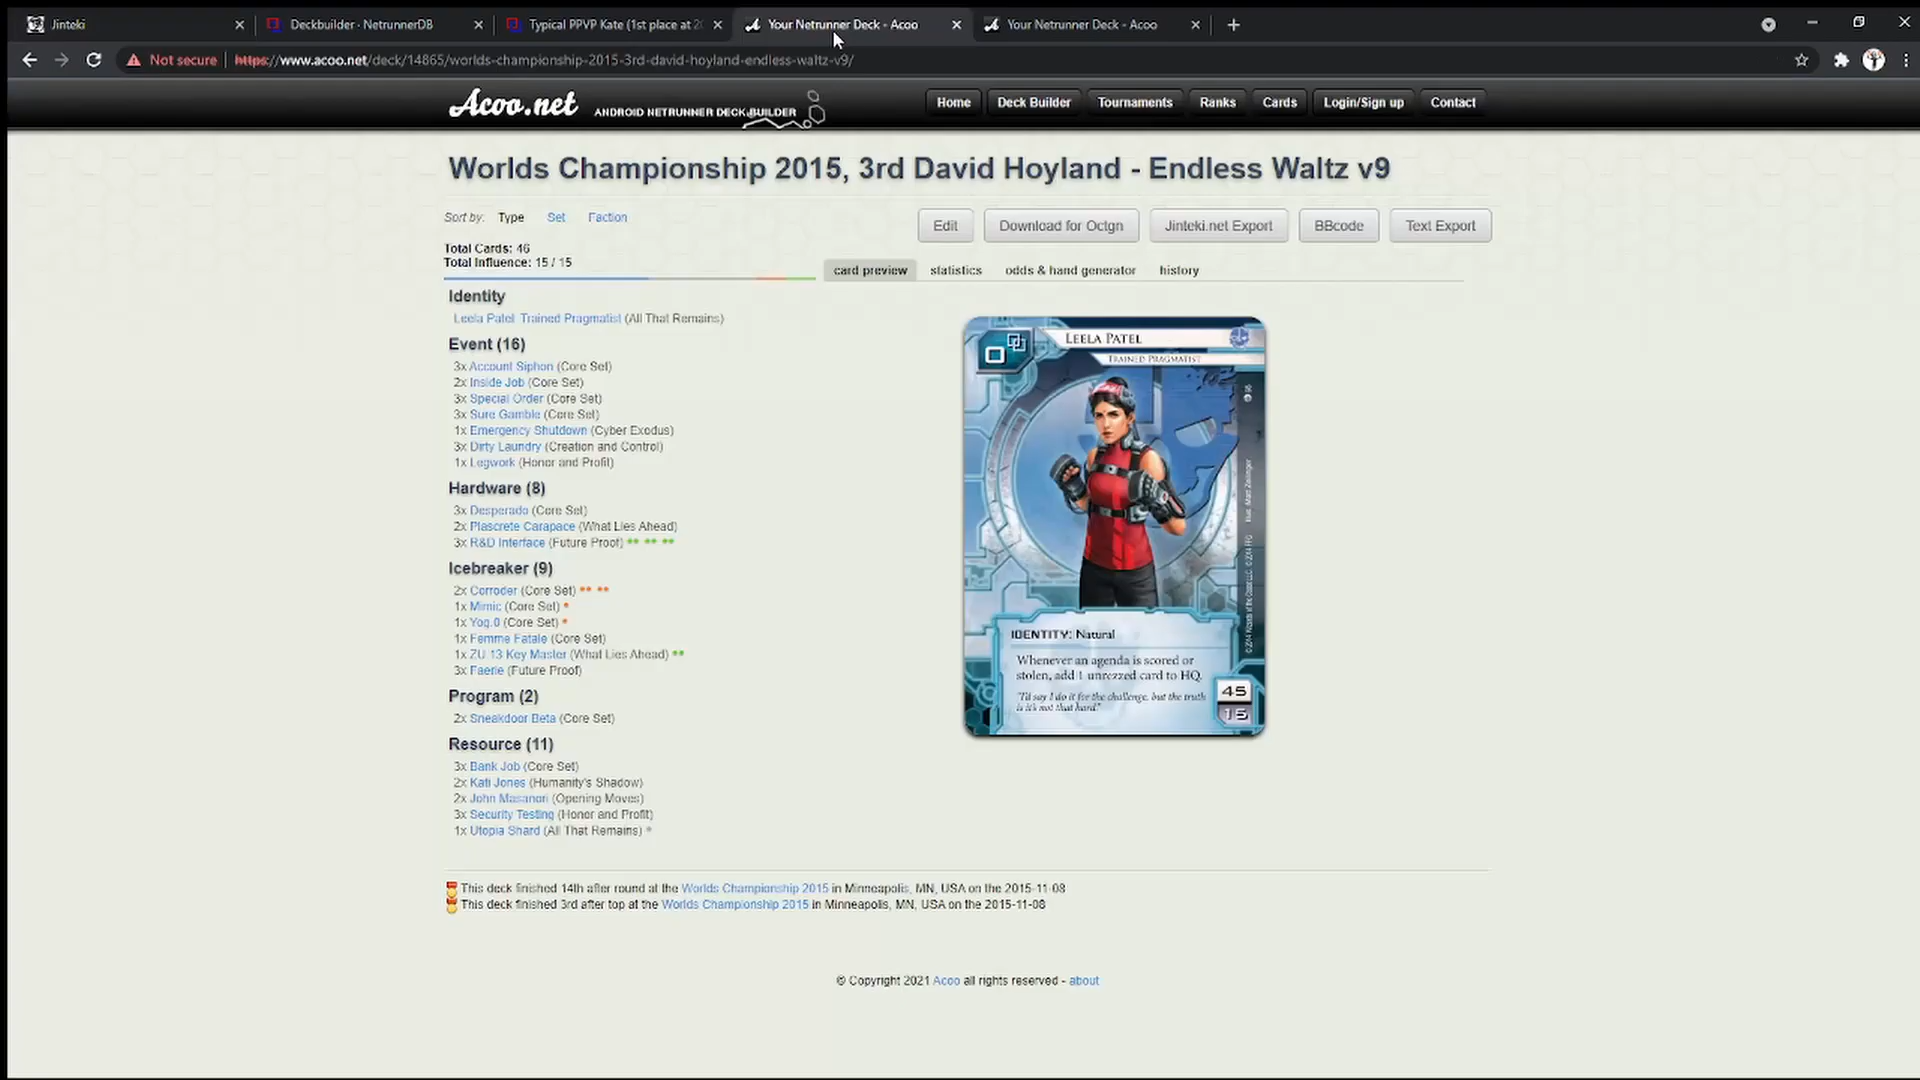 Jinteki
Deckbuilder · NetrunnerDB
Typical PPVP Kate (1st place at 2
Your Netrunner Deck - Acoo
Your Netrunner Deck - Acoo
Not secure
https://www.acoo.net/deck/14865/worlds-championship-2015-3rd-david-hoyland-endless-waltz-v9/
Acoo.net ANDROID NETRUNNER DECKBUILDER
Home
Deck Builder
Tournaments
Ranks
Cards
Login/Sign up
Contact
Worlds Championship 2015, 3rd David Hoyland - Endless Waltz v9
Sort by: Type Set Faction
Edit
Download for Octgn
Jinteki.net Export
BBcode
Text Export
Total Cards: 46
Total Influence: 15 / 15
card preview
statistics
odds & hand generator
history
Identity
Leela Patel Trained Pragmatist (All That Remains)
Event (16)
3x Account Siphon (Core Set)
2x Inside Job (Core Set)
3x Special Order (Core Set)
3x Sure Gamble (Core Set)
1x Emergency Shutdown (Cyber Exodus)
3x Dirty Laundry (Creation and Control)
1x Legwork (Honor and Profit)
Hardware (8)
3x Desperado (Core Set)
2x Plascrete Carapace (What Lies Ahead)
3x R&D Interface (Future Proof)
Icebreaker (9)
2x Corroder (Core Set)
1x Mimic (Core Set)
1x Yog.0 (Core Set)
1x Femme Fatale (Core Set)
1x ZU 13 Key Master (What Lies Ahead)
3x Faerie (Future Proof)
Program (2)
2x Sneakdoor Beta (Core Set)
Resource (11)
3x Bank Job (Core Set)
2x Kati Jones (Humanity's Shadow)
2x John Masanori (Opening Moves)
3x Security Testing (Honor and Profit)
1x Utopia Shard (All That Remains)
LEELA PATEL
TRAINED PRAGMATIST
IDENTITY: Natural
Whenever an agenda is scored or
stolen, add 1 unrezzed card to HQ.
"I'd say I do it for the challenge, but the truth
is it's not that hard."
45
15
This deck finished 14th after round at the Worlds Championship 2015 in Minneapolis, MN, USA on the 2015-11-08
This deck finished 3rd after top at the Worlds Championship 2015 in Minneapolis, MN, USA on the 2015-11-08
© Copyright 2021 Acoo all rights reserved - about